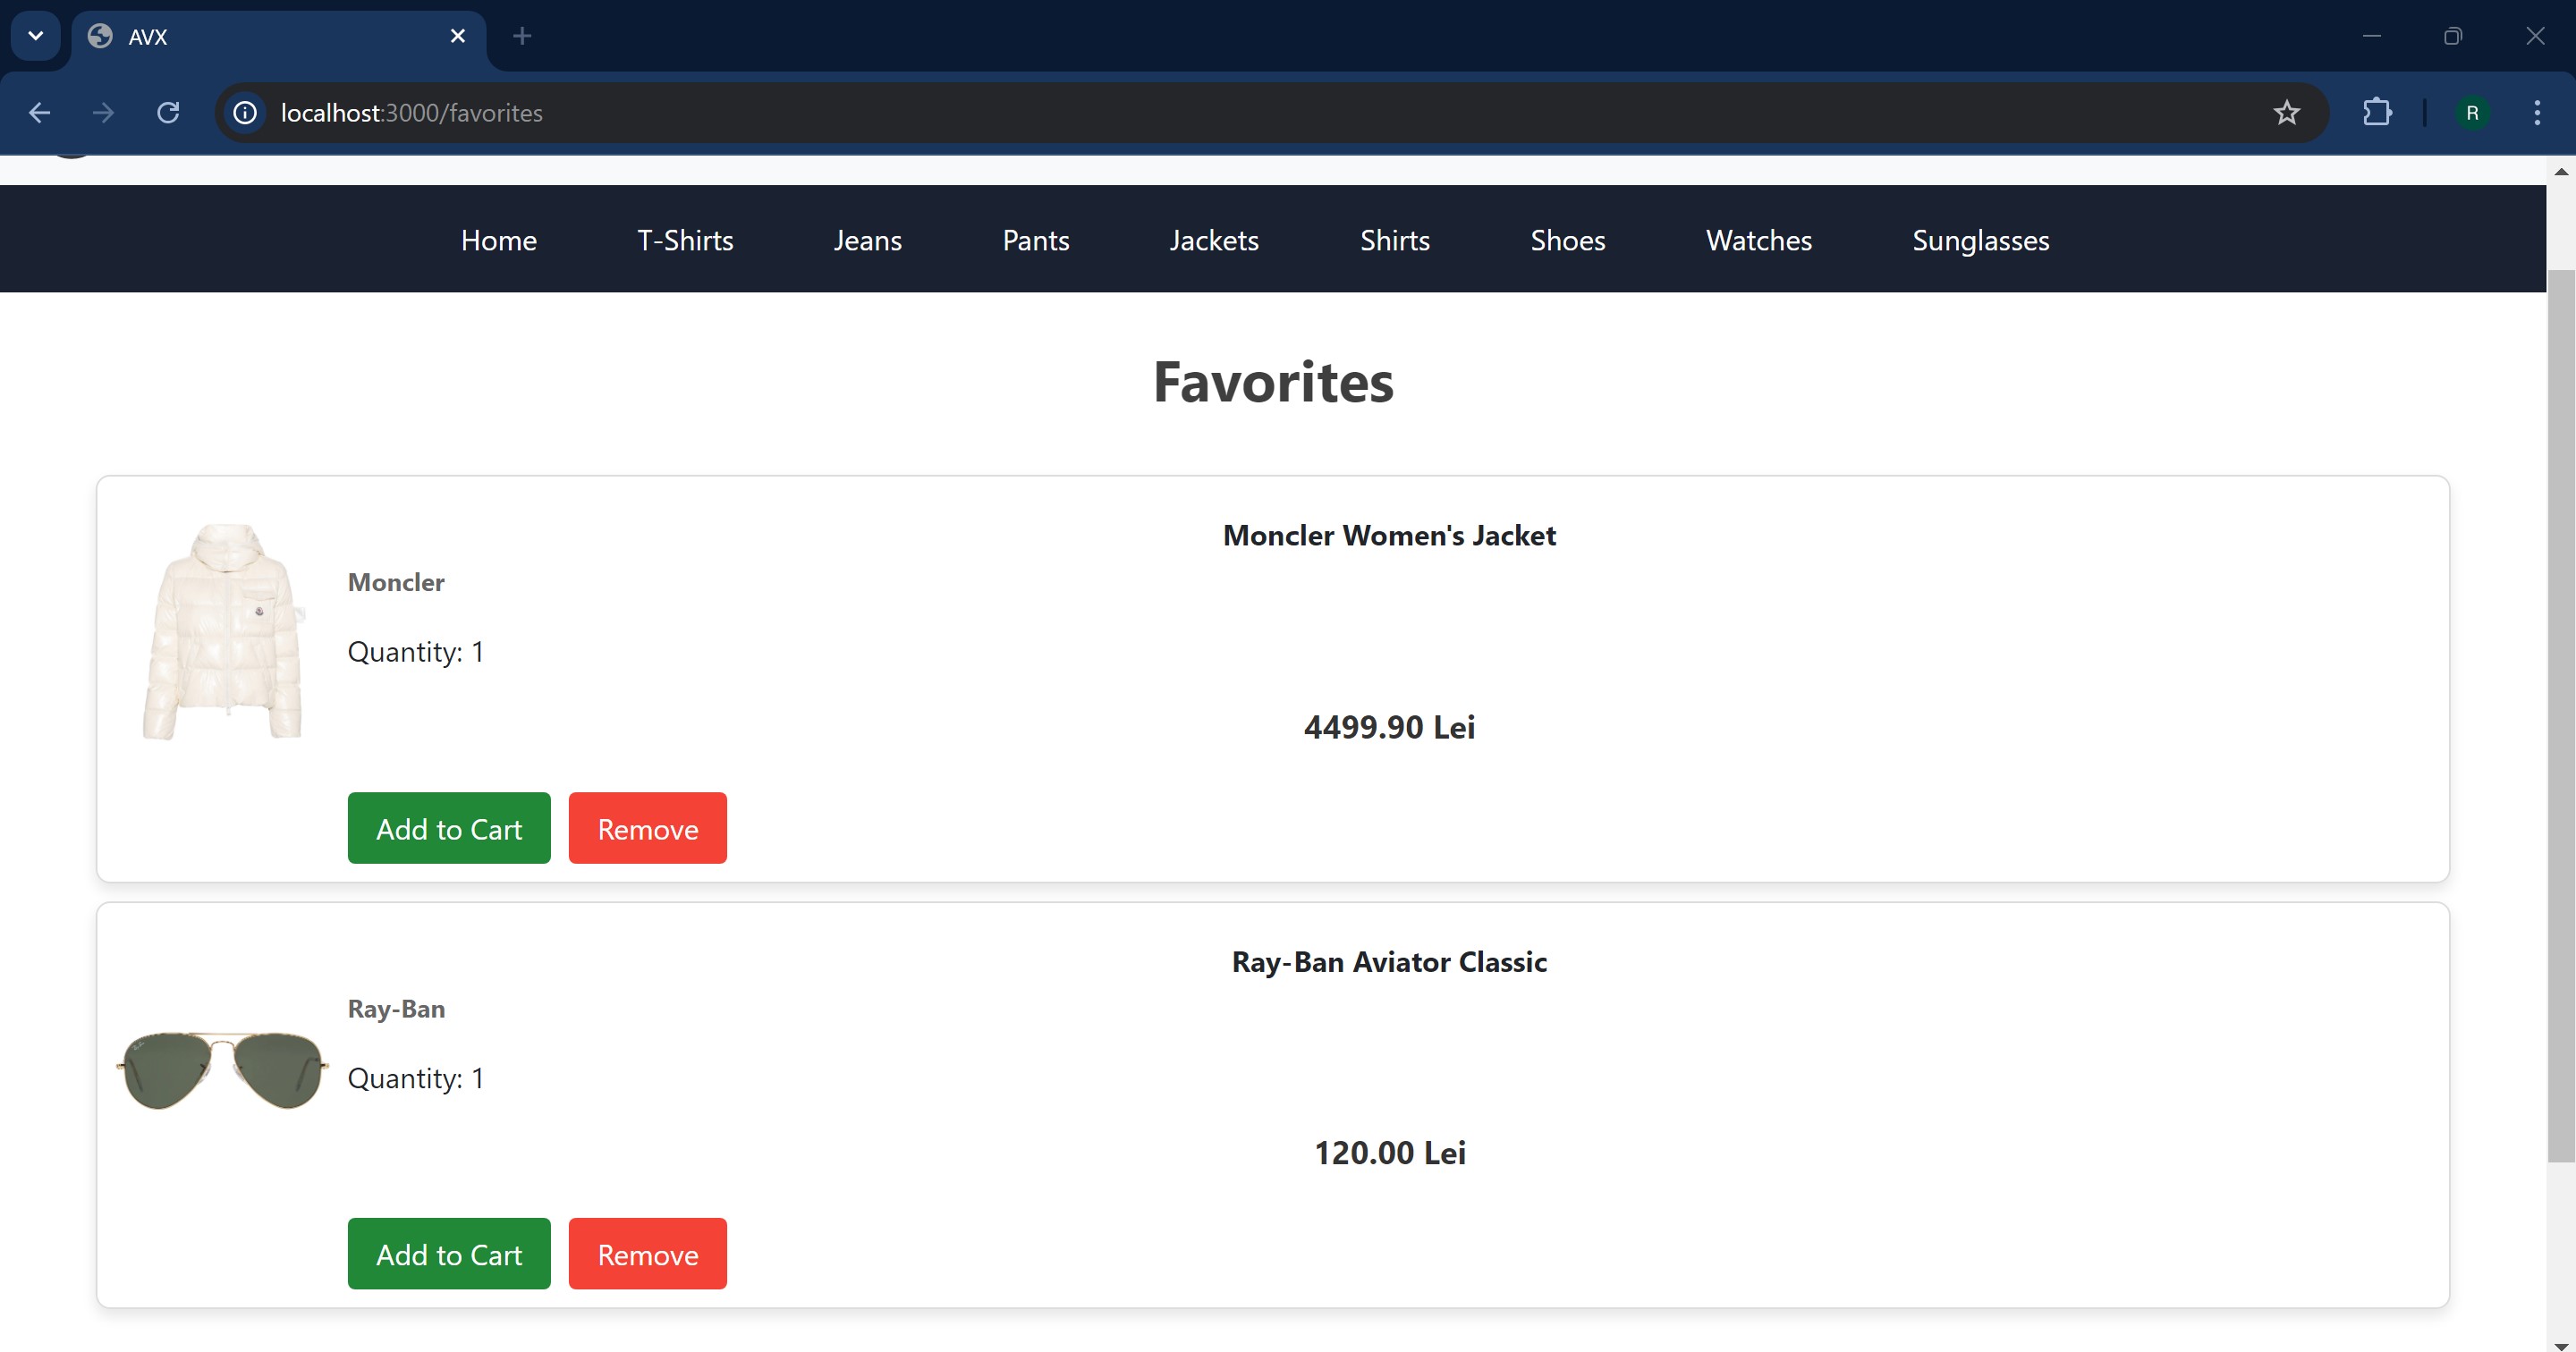 AVX
localhost:3000/favorites
R
Home T-Shirts Jeans Pants Jackets Shirts Shoes Watches Sunglasses
Favorites
Moncler Women's Jacket
Moncler
Quantity: 1
4499.90 Lei
Add to Cart Remove
Ray-Ban Aviator Classic
Ray-Ban
Quantity: 1
120.00 Lei
Add to Cart Remove